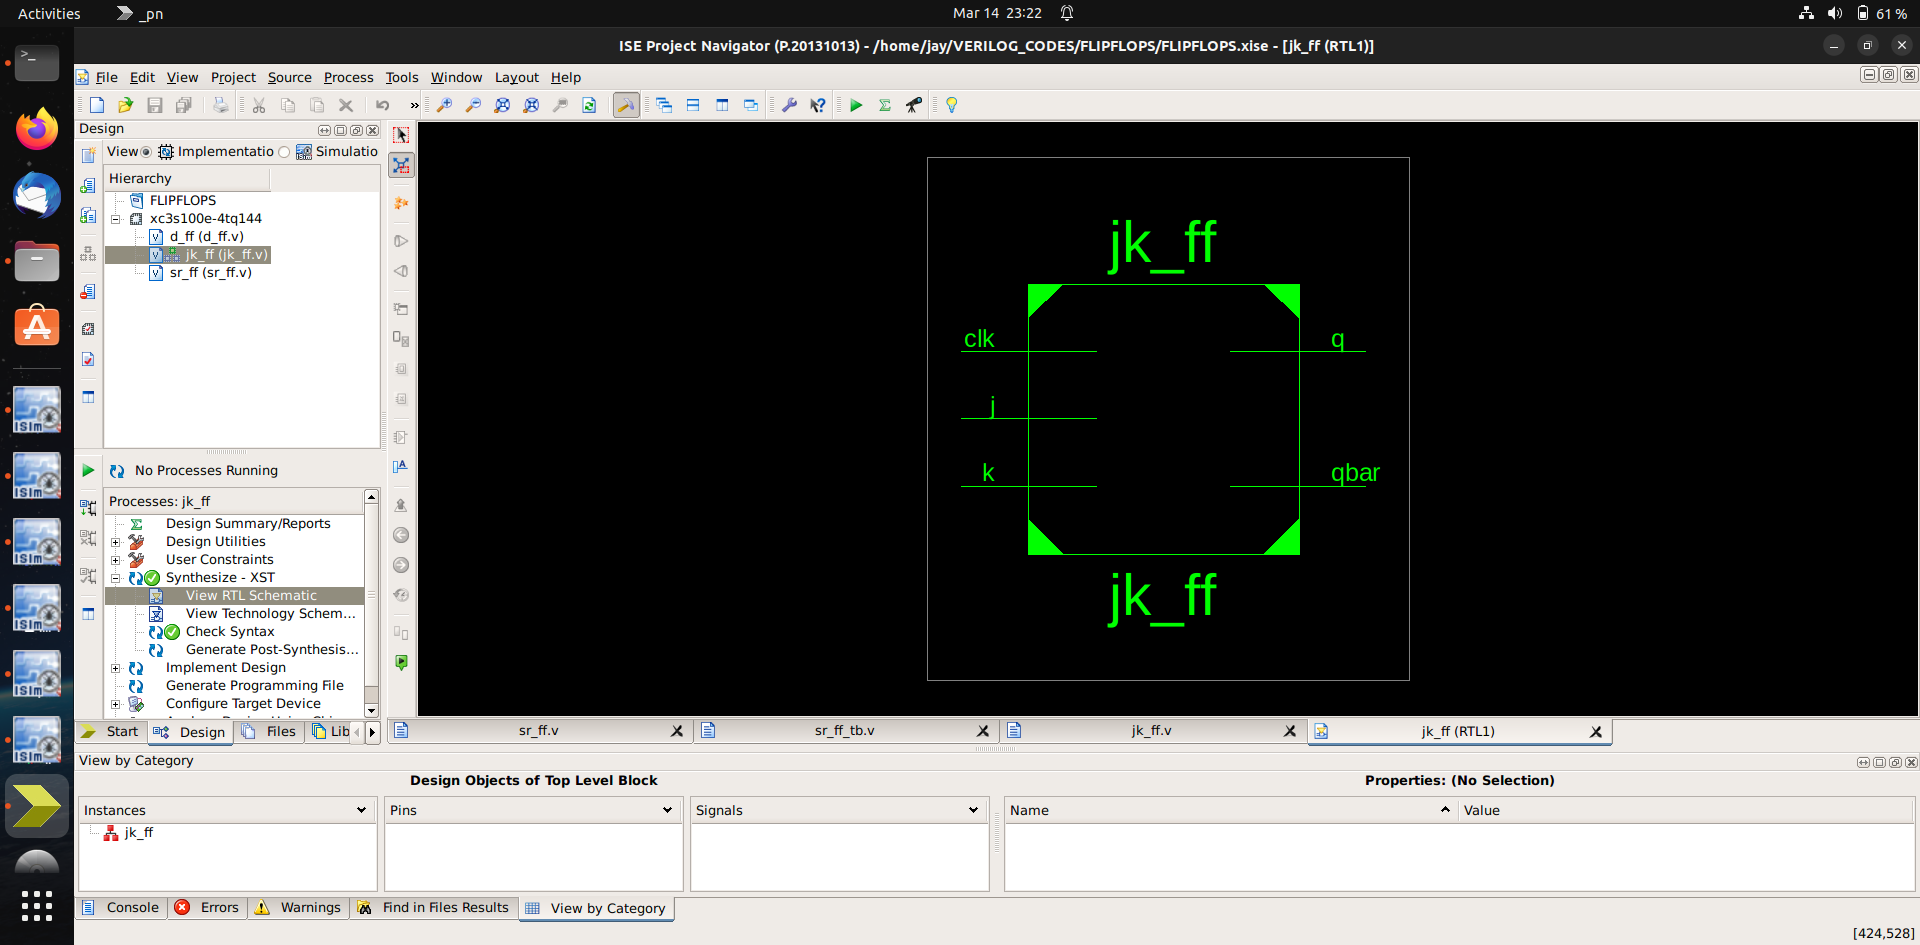 Activities
_pn
Mar 14 23:22
61 %
ISE Project Navigator (P.20131013) - /home/jay/VERILOG_CODES/FLIPFLOPS/FLIPFLOPS.xise - [jk_ff (RTL1)]
File Edit View Project Source Process Tools Window Layout Help
Design
View Implementatio Simulatio
Hierarchy
FLIPFLOPS
xc3s100e-4tq144
d_ff (d_ff.v)
jk_ff (jk_ff.v)
sr_ff (sr_ff.v)
No Processes Running
Processes: jk_ff
Design Summary/Reports
Design Utilities
User Constraints
Synthesize - XST
View RTL Schematic
View Technology Schem...
Check Syntax
Generate Post-Synthesis...
Implement Design
Generate Programming File
Configure Target Device
Start Design Files Lib
jk_ff
clk
q
j
k
qbar
jk_ff
sr_ff.v
sr_ff_tb.v
jk_ff.v
jk_ff (RTL1)
View by Category
Design Objects of Top Level Block
Properties: (No Selection)
Instances
Pins
Signals
Name
Value
jk_ff
Console Errors Warnings Find in Files Results View by Category
[424,528]
ISim
ISim
ISim
ISim
ISim
ISim